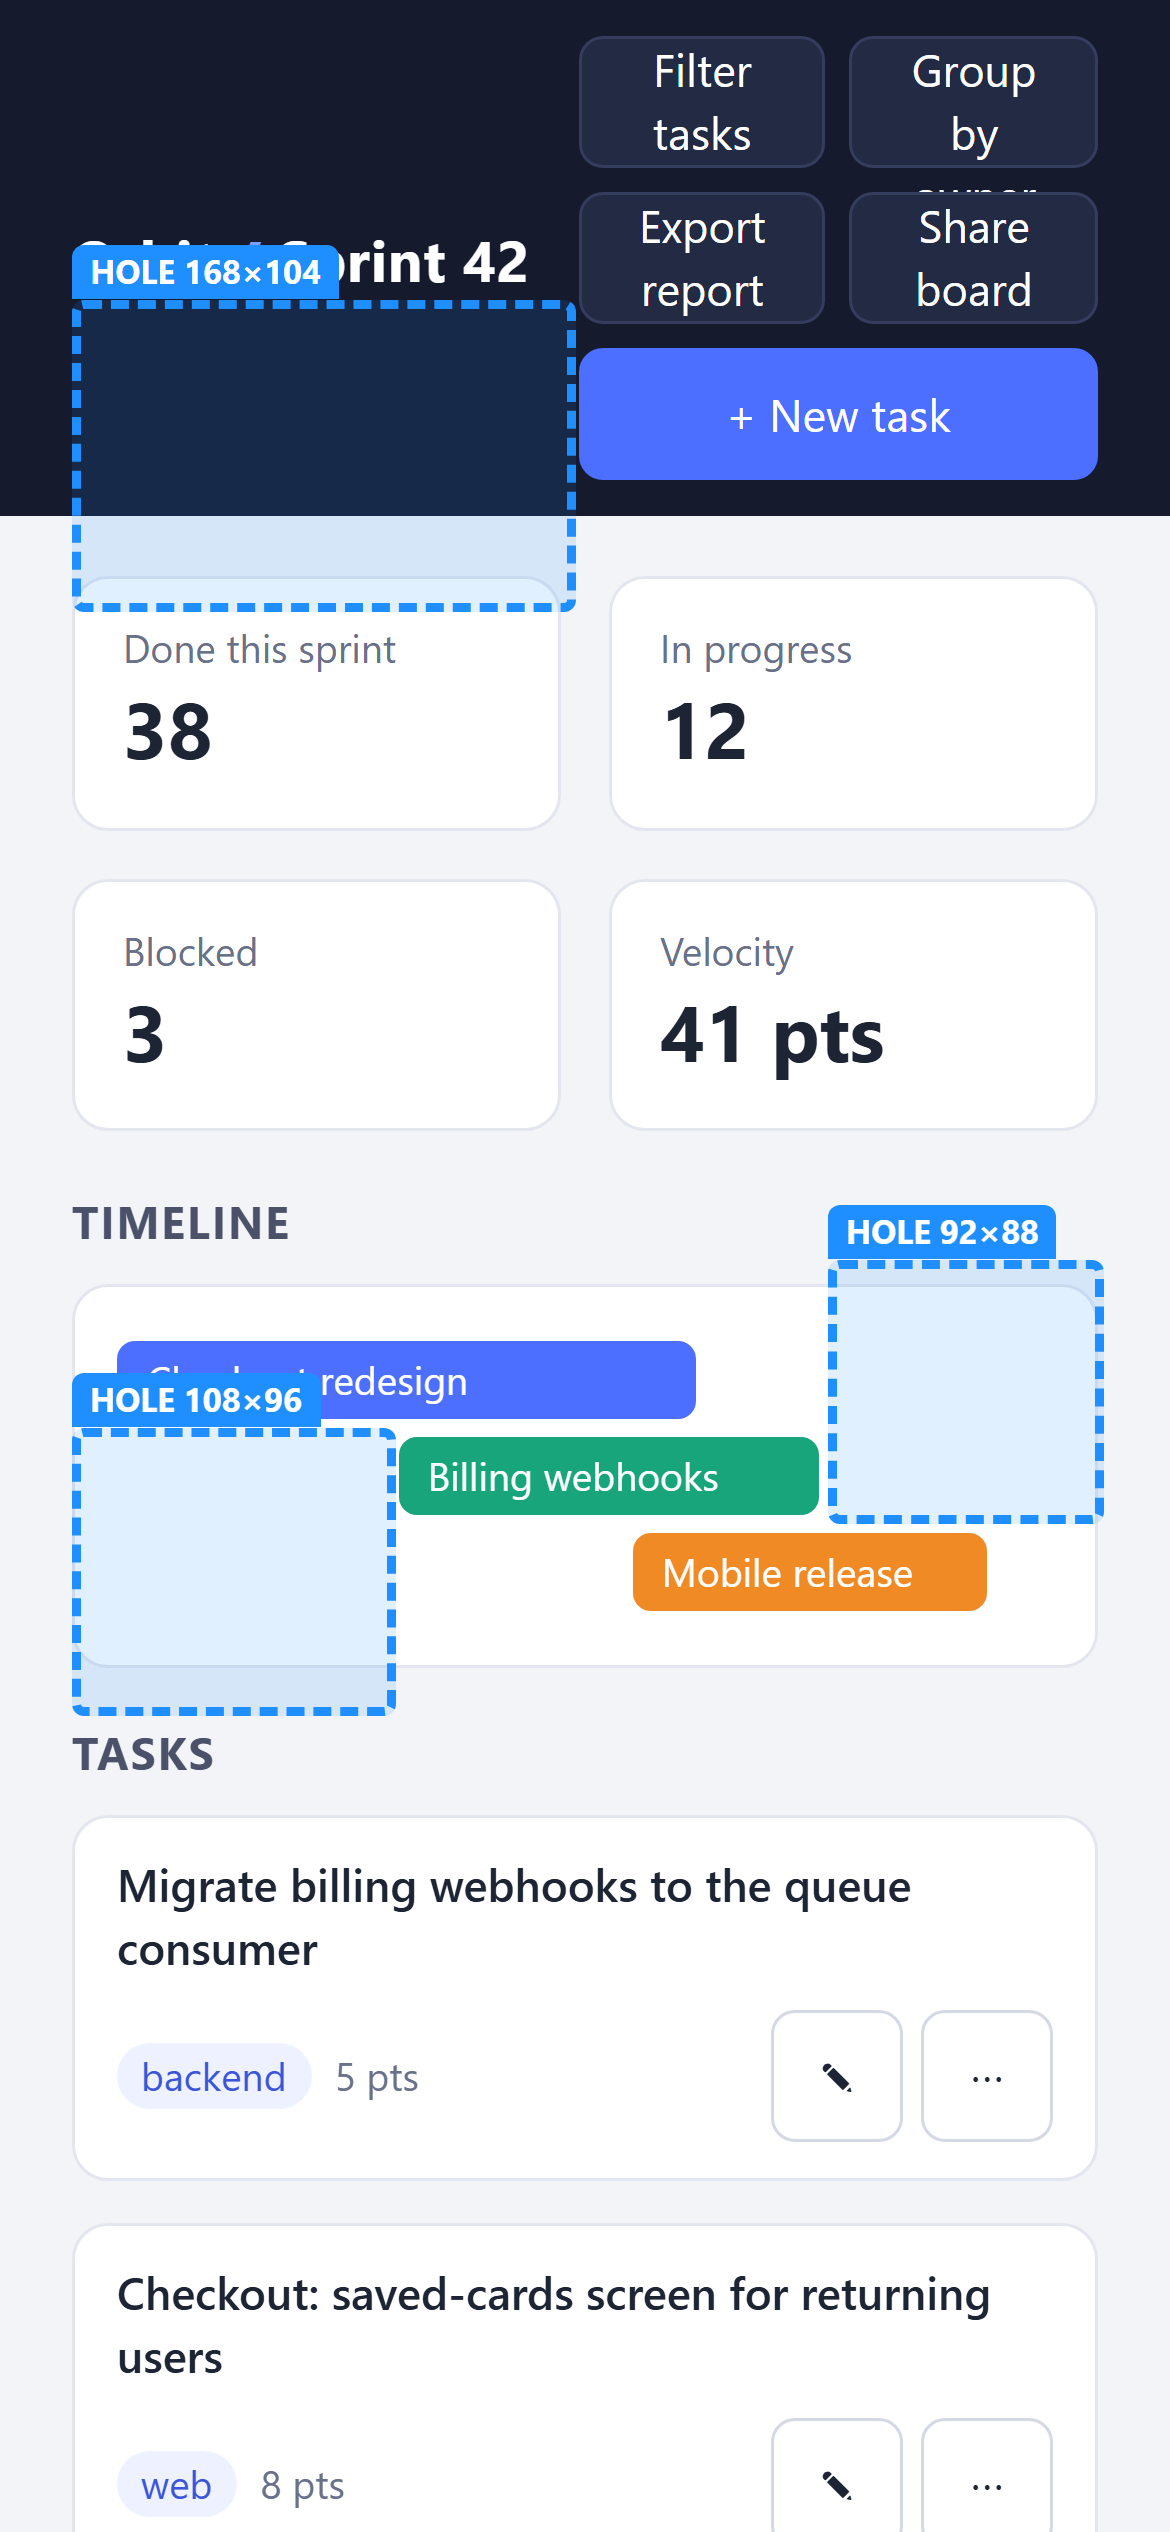 Filter
tasks
Group
by
Export
report
Share
board
Sprint 42
HOLE 168×104
+ New task
Done this sprint
38
In progress
12
Blocked
3
Velocity
41 pts
TIMELINE
HOLE 92×88
redesign
HOLE 108×96
Billing webhooks
Mobile release
TASKS
Migrate billing webhooks to the queue
consumer
backend
5 pts
...
Checkout: saved-cards screen for returning
users
web
8 pts
...